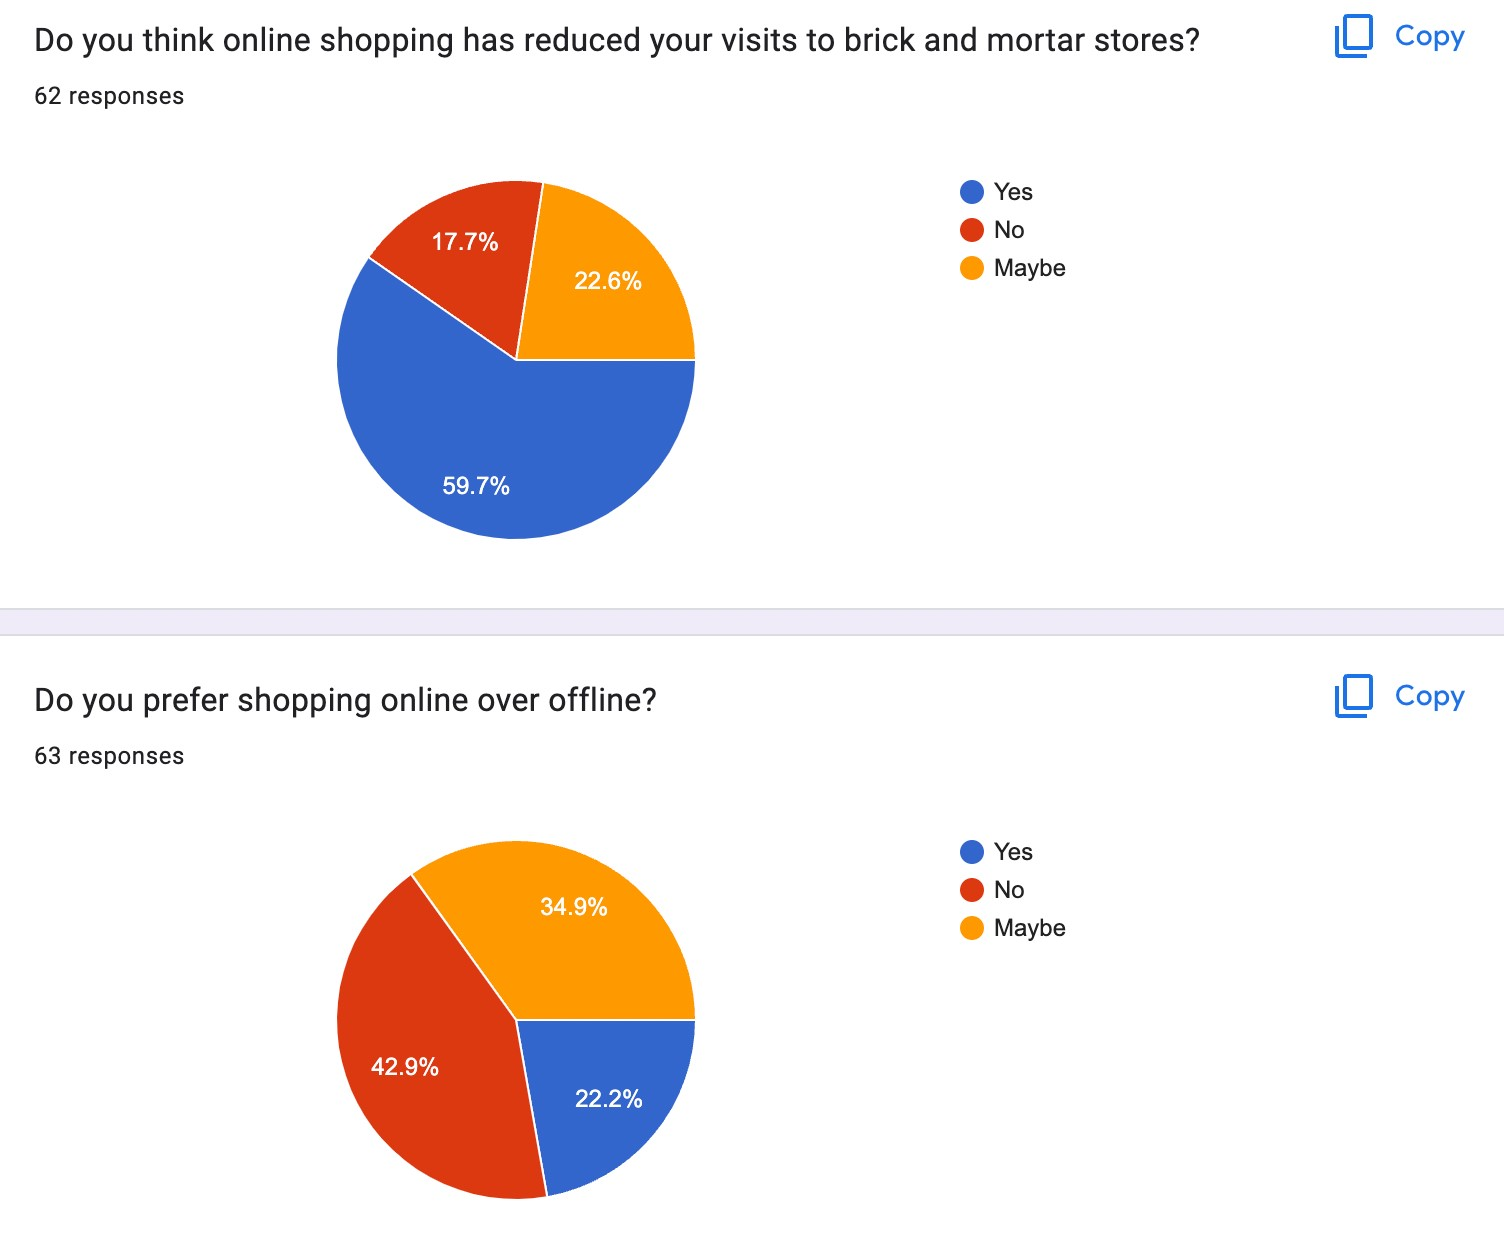 Do you think online shopping has reduced your visits to brick and mortar stores?
Copy
62 responses
Yes
No
Maybe
17.7%
22.6%
59.7%
Do you prefer shopping online over offline?
Copy
63 responses
Yes
No
Maybe
34.9%
42.9%
22.2%